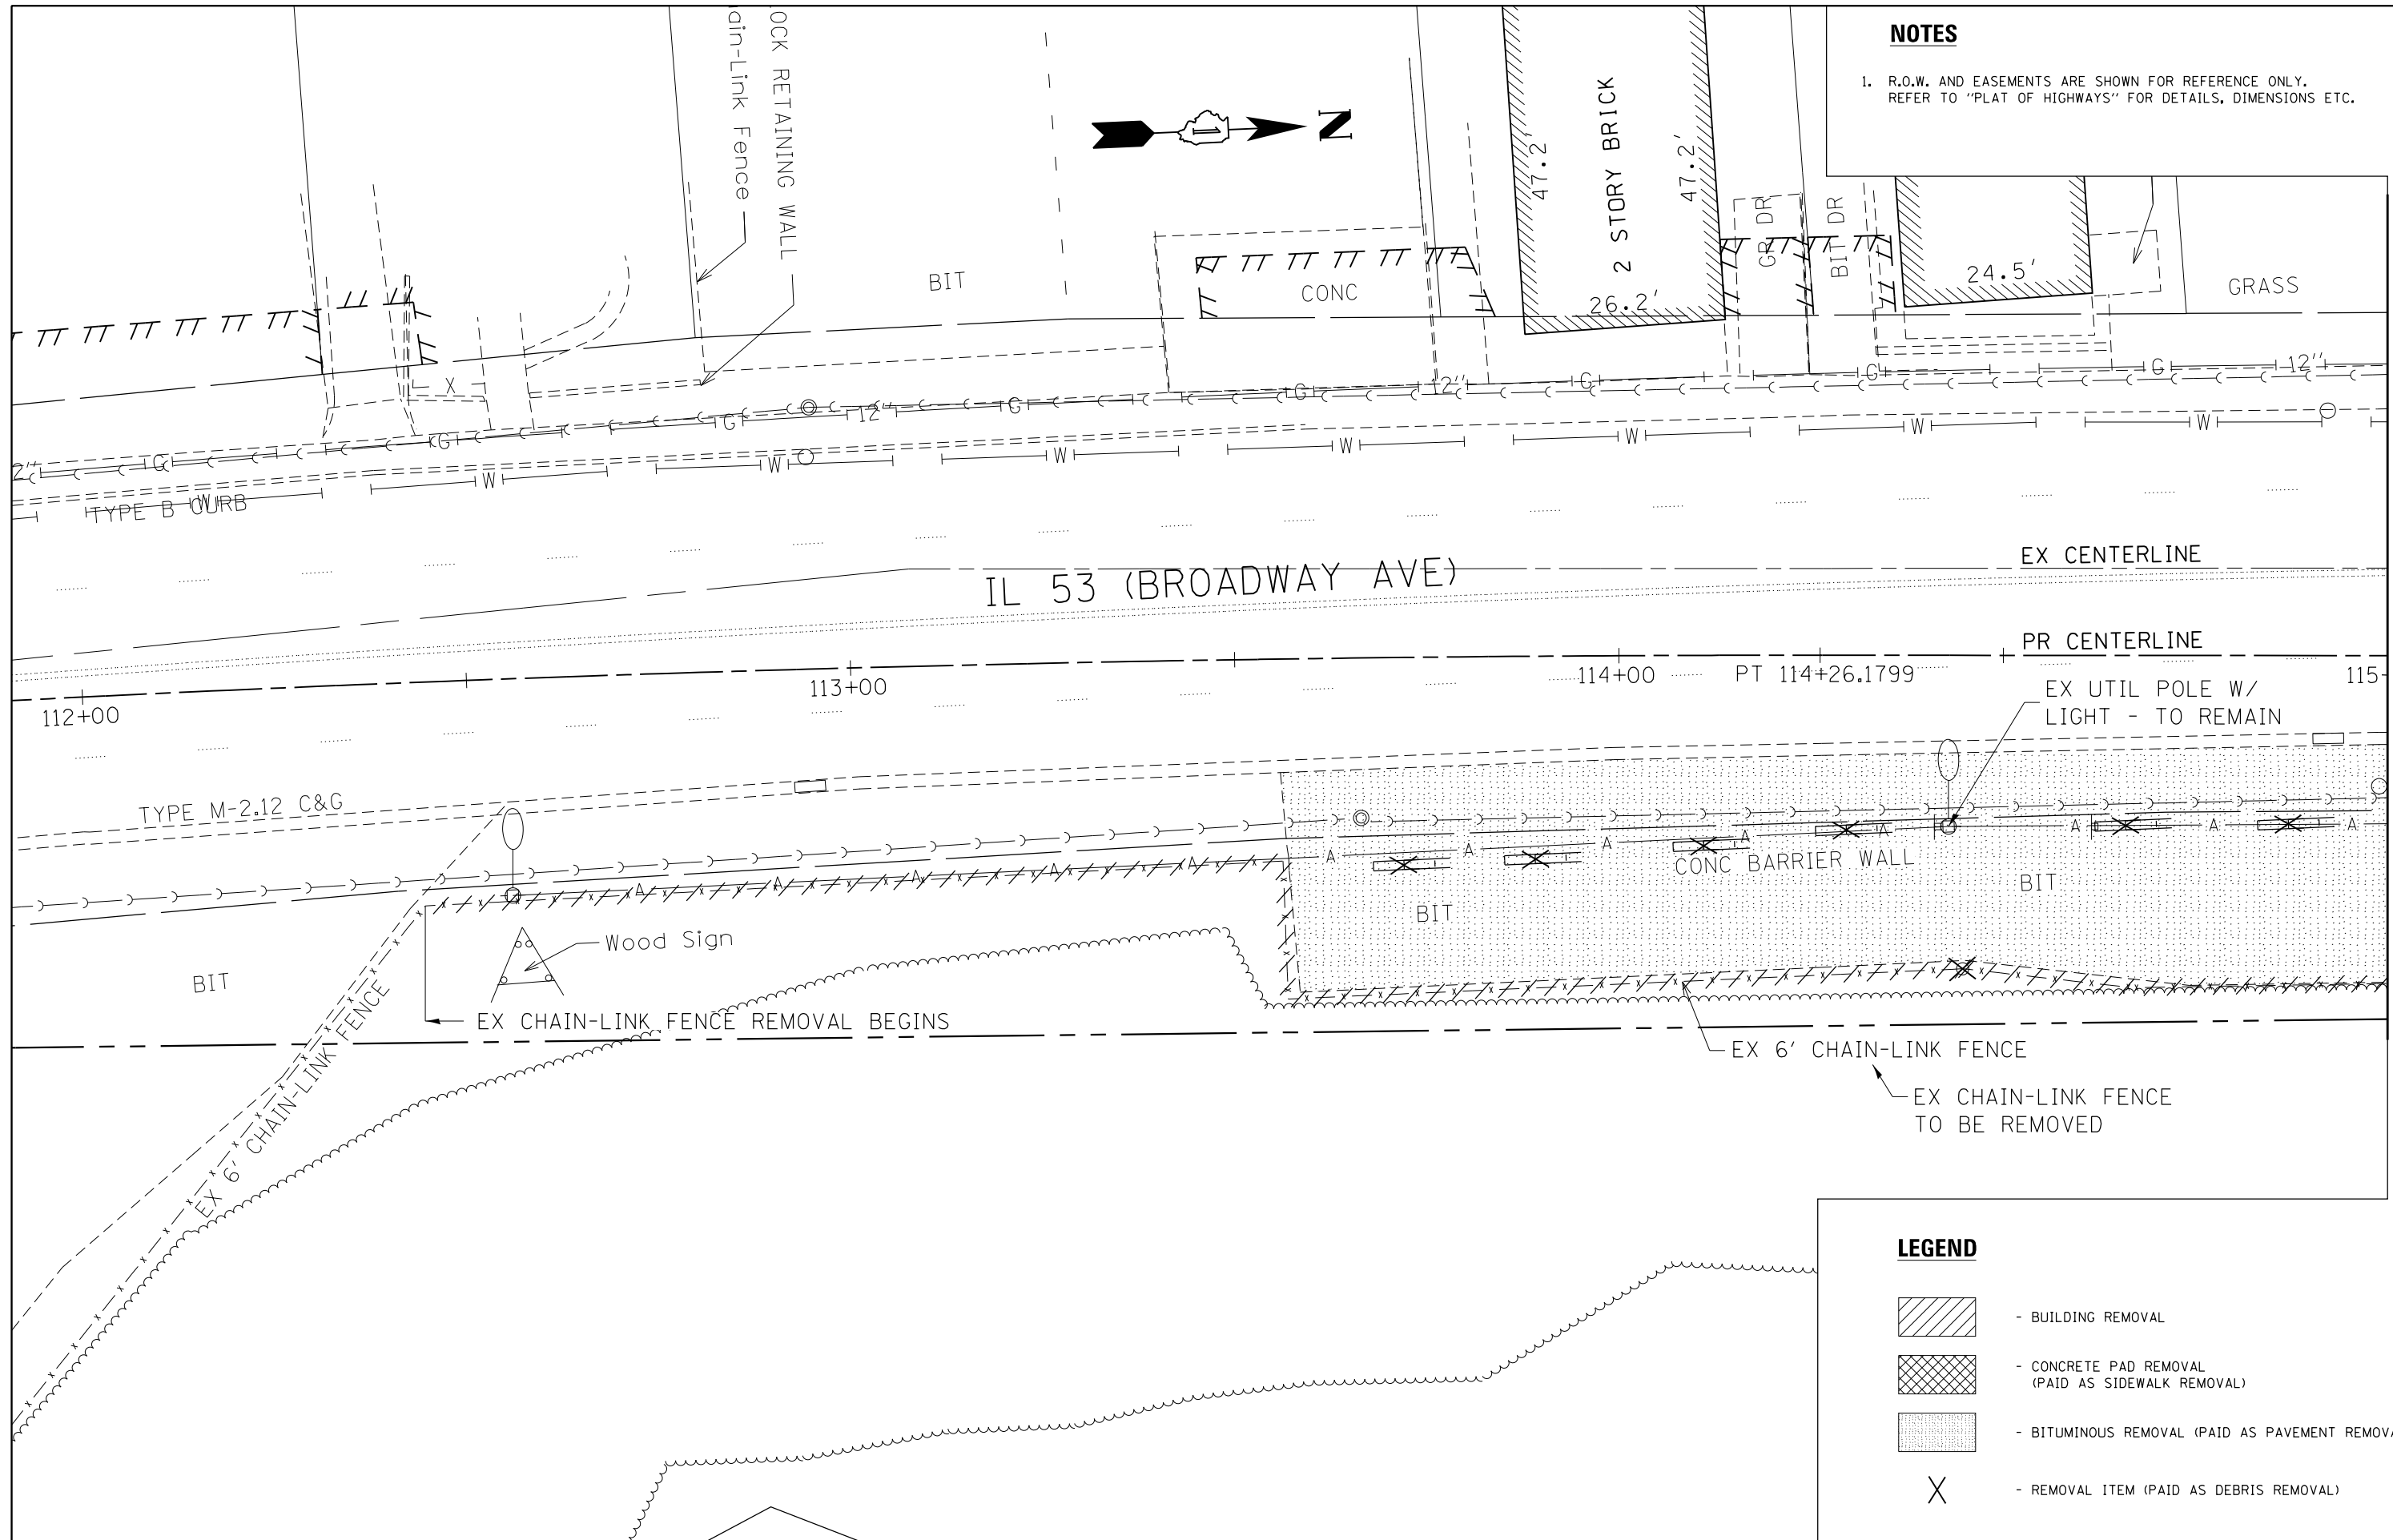 NOTES
1. R.O.W. AND EASEMENTS ARE SHOWN FOR REFERENCE ONLY.
REFER TO "PLAT OF HIGHWAYS" FOR DETAILS, DIMENSIONS ETC.
OCK RETAINING WALL
ain-Link Fence
N
BIT
CONC
47.2'
2 STORY BRICK
47.2'
26.2'
GR DR
BIT DR
24.5'
GRASS
X
2"
G
G
G
12"
G
G
12"
G
G
G
12"
W
W
W
W
W
W
W
W
TYPE B CURB
IL 53 (BROADWAY AVE)
EX CENTERLINE
PR CENTERLINE
112+00
113+00
114+00
PT 114+26.1799
115
EX UTIL POLE W/
LIGHT - TO REMAIN
TYPE M-2.12 C&G
A
A
A
A
A
A
A
A
A
A
A
A
A
CONC BARRIER WALL
BIT
BIT
BIT
Wood Sign
EX CHAIN-LINK FENCE REMOVAL BEGINS
EX 6' CHAIN-LINK FENCE
EX 6' CHAIN-LINK FENCE
EX CHAIN-LINK FENCE
TO BE REMOVED
LEGEND
- BUILDING REMOVAL
- CONCRETE PAD REMOVAL
(PAID AS SIDEWALK REMOVAL)
- BITUMINOUS REMOVAL (PAID AS PAVEMENT REMOVA
- REMOVAL ITEM (PAID AS DEBRIS REMOVAL)